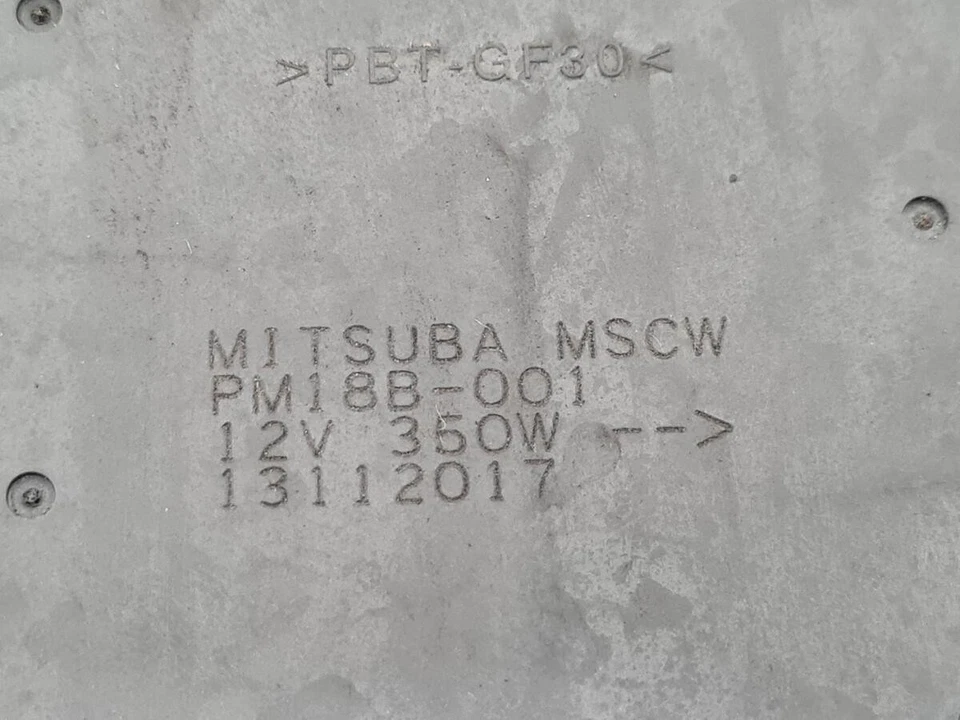 >PBT-GF30<
MITSUBA MSCW
PM18B-001
12V 350W -->
13112017